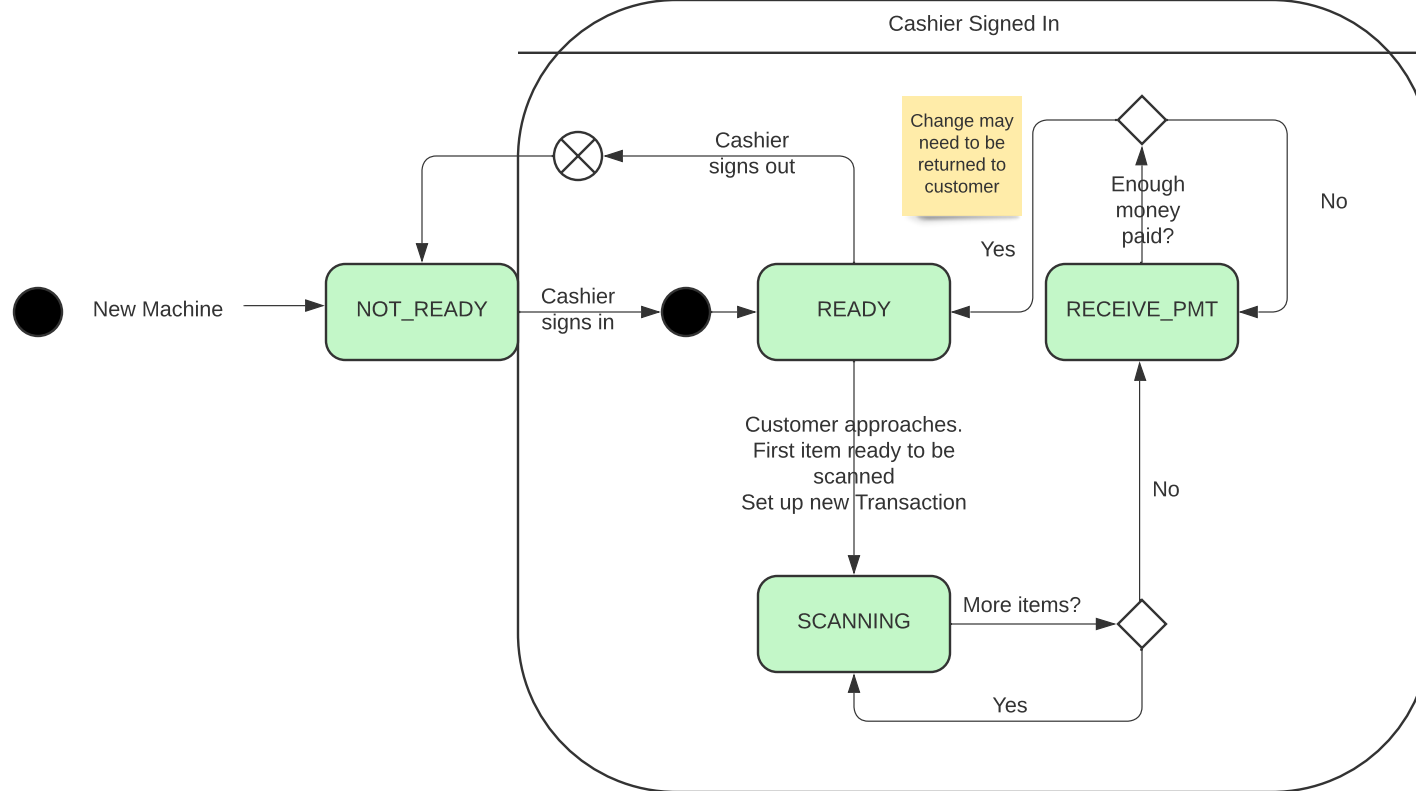 Cashier Signed In
Change may
need to be
returned to
customer
Cashier
signs out
Enough
money
paid?
No
Yes
New Machine
NOT_READY
Cashier
signs in
READY
RECEIVE_PMT
Customer approaches.
First item ready to be
scanned
Set up new Transaction
No
SCANNING
More items?
Yes